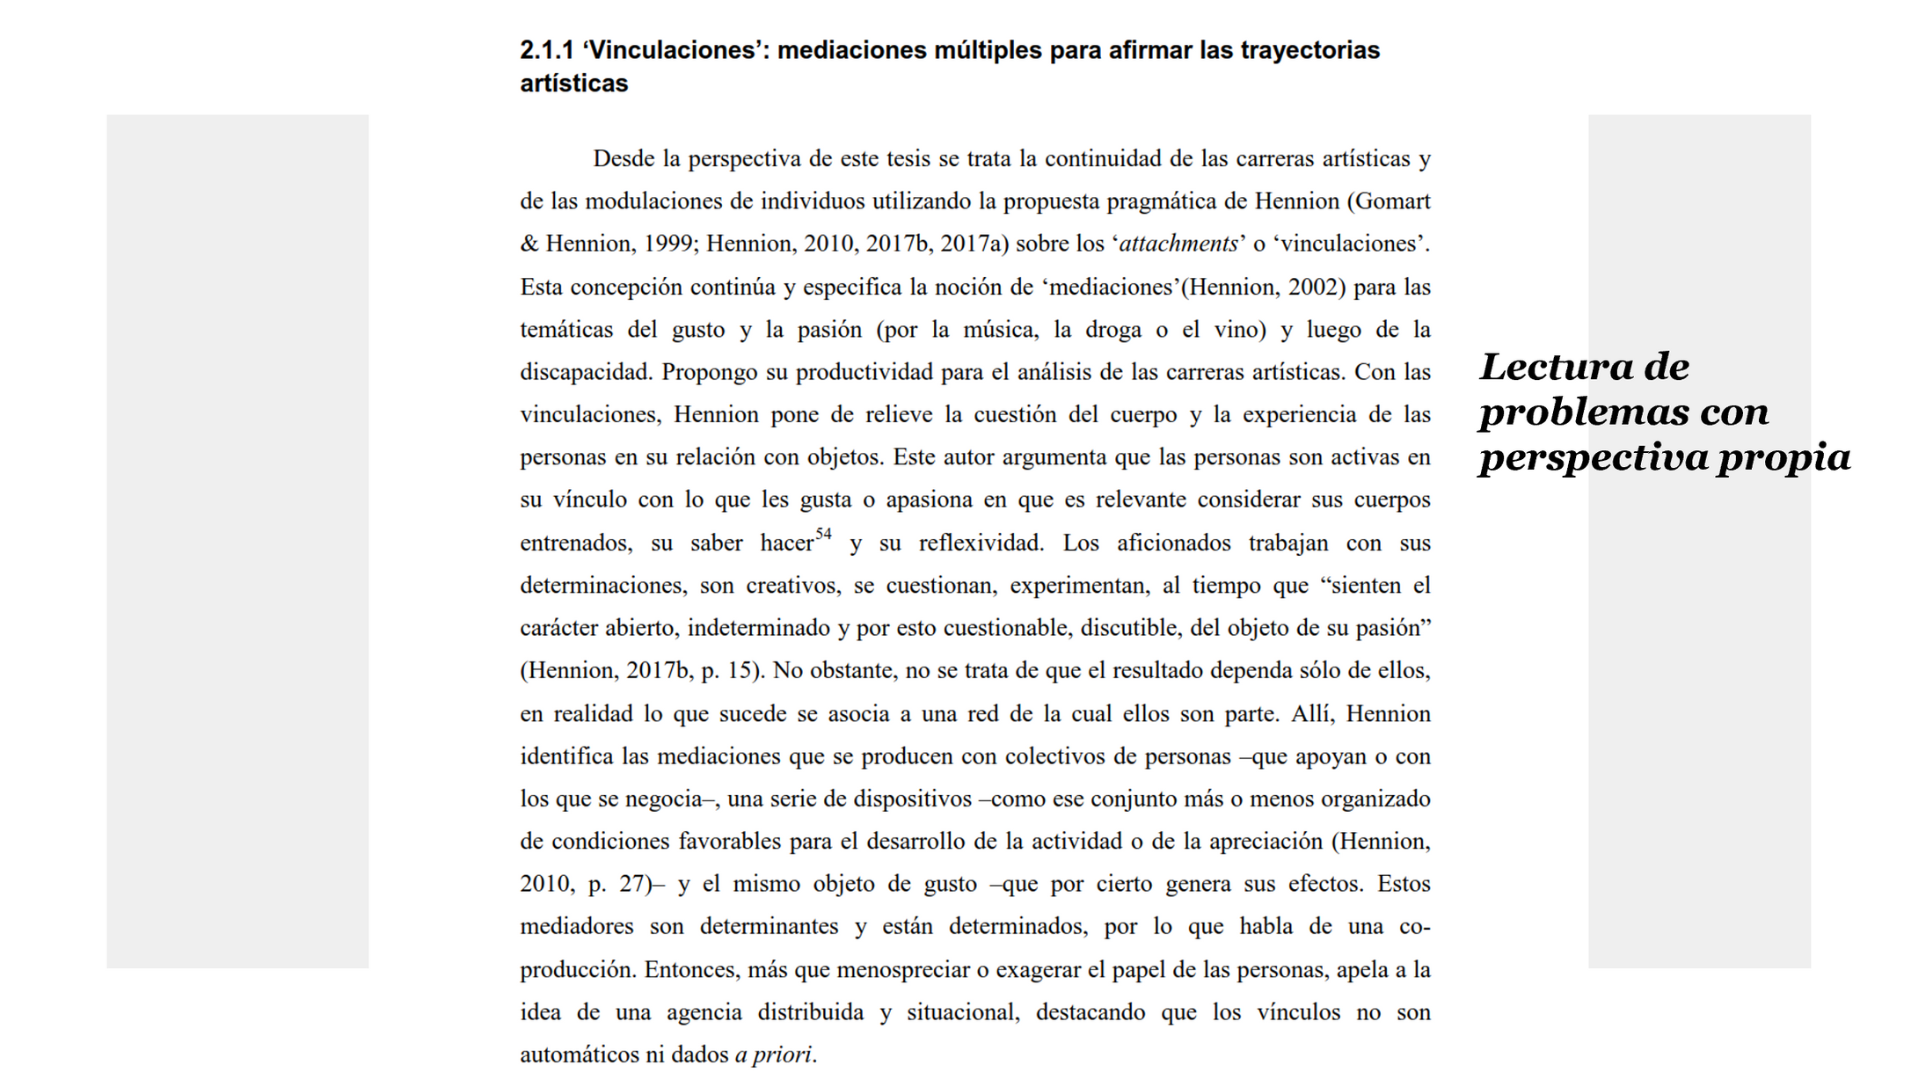 2.1.1 ‘Vinculaciones’: mediaciones múltiples para afirmar las trayectorias
artísticas
Desde la perspectiva de este tesis se trata la continuidad de las carreras artísticas y
de las modulaciones de individuos utilizando la propuesta pragmática de Hennion (Gomart
& Hennion, 1999; Hennion, 2010, 2017b, 2017a) sobre los ‘attachments’ o ‘vinculaciones’.
Esta concepción continúa y especifica la noción de ‘mediaciones’(Hennion, 2002) para las
temáticas del gusto y la pasión (por la música, la droga o el vino) y luego de la
discapacidad. Propongo su productividad para el análisis de las carreras artísticas. Con las
vinculaciones, Hennion pone de relieve la cuestión del cuerpo y la experiencia de las
personas en su relación con objetos. Este autor argumenta que las personas son activas en
su vínculo con lo que les gusta o apasiona en que es relevante considerar sus cuerpos
entrenados, su saber hacer54 y su reflexividad. Los aficionados trabajan con sus
determinaciones, son creativos, se cuestionan, experimentan, al tiempo que “sienten el
carácter abierto, indeterminado y por esto cuestionable, discutible, del objeto de su pasión”
(Hennion, 2017b, p. 15). No obstante, no se trata de que el resultado dependa sólo de ellos,
en realidad lo que sucede se asocia a una red de la cual ellos son parte. Allí, Hennion
identifica las mediaciones que se producen con colectivos de personas –que apoyan o con
los que se negocia–, una serie de dispositivos –como ese conjunto más o menos organizado
de condiciones favorables para el desarrollo de la actividad o de la apreciación (Hennion,
2010, p. 27)– y el mismo objeto de gusto –que por cierto genera sus efectos. Estos
mediadores son determinantes y están determinados, por lo que habla de una co-
producción. Entonces, más que menospreciar o exagerar el papel de las personas, apela a la
idea de una agencia distribuida y situacional, destacando que los vínculos no son
automáticos ni dados a priori.
Lectura de
problemas con
perspectiva propia